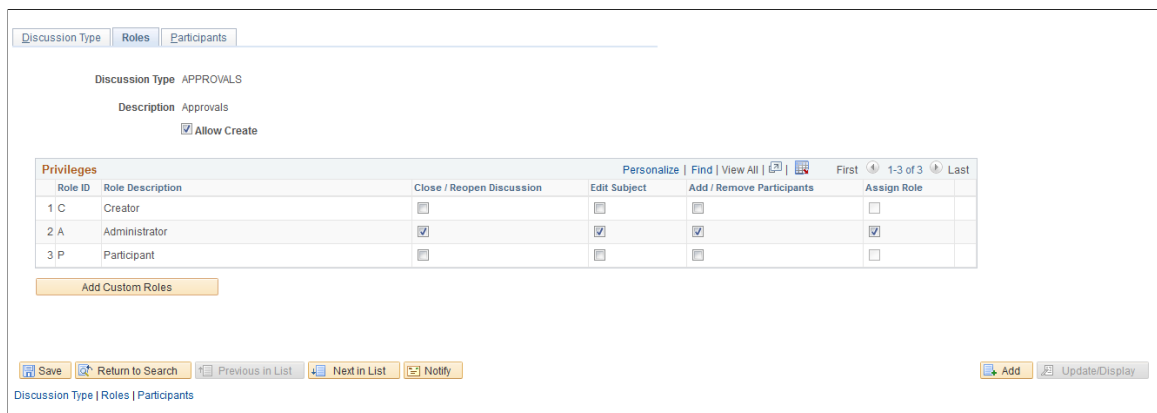 Discussion Type Roles Participants
Discussion Type APPROVALS
Description Approvals
Allow Create
Privileges Personalize | Find | View All | | First 1-3 of 3 Last
Role ID Role Description Close / Reopen Discussion Edit Subject Add / Remove Participants Assign Role
1 C Creator
2 A Administrator
3 P Participant
Add Custom Roles
Save Return to Search Previous in List Next in List Notify Add Update/Display
Discussion Type | Roles | Participants